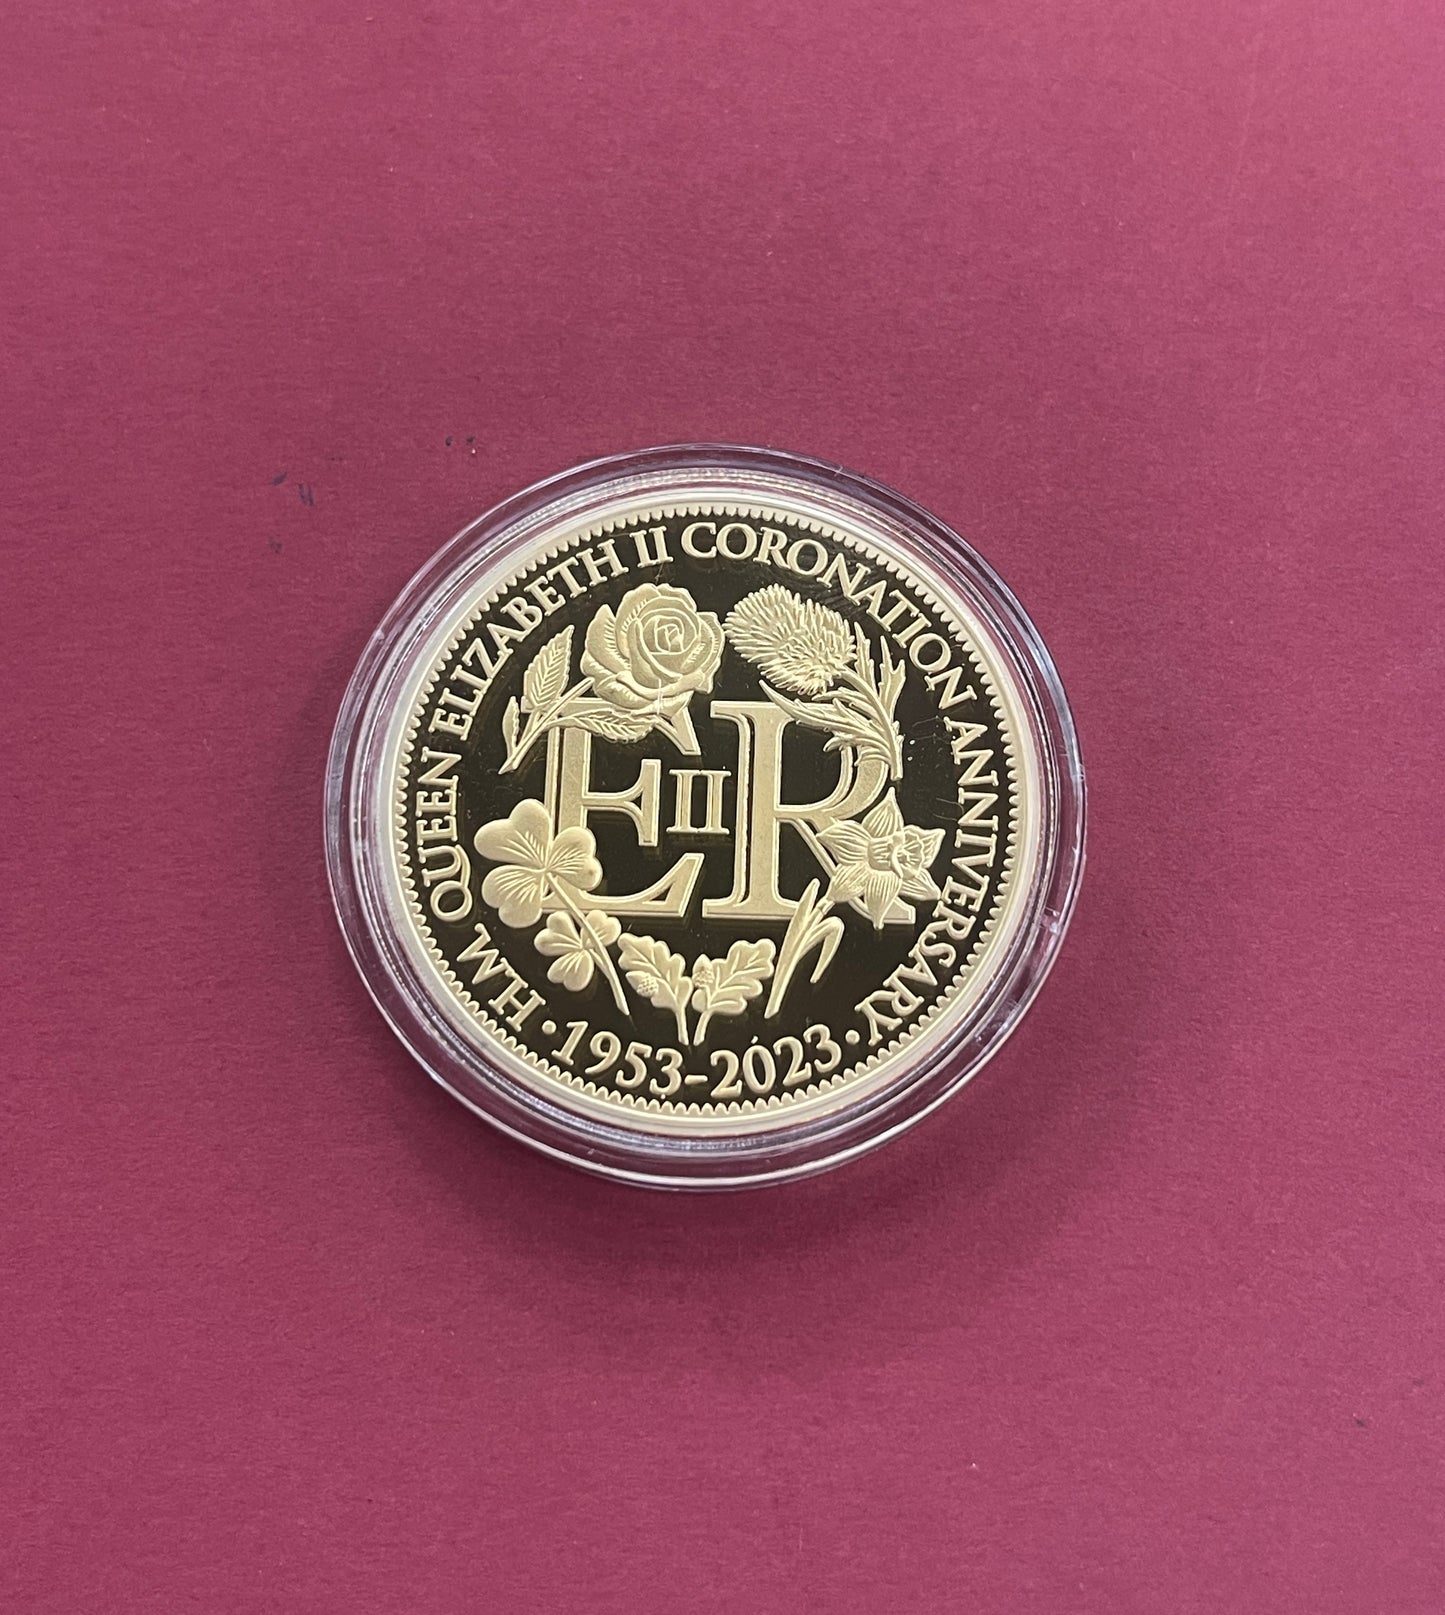 H.M. QUEEN ELIZABETH II CORONATION ANNIVERSARY
· 1953-2023 ·
EIIR